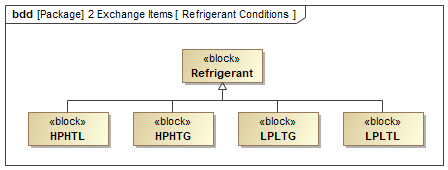 bdd [Package] 2 Exchange Items [ Refrigerant Conditions ]
«block»
Refrigerant
«block»
HPHTL
«block»
HPHTG
«block»
LPLTG
«block»
LPLTL